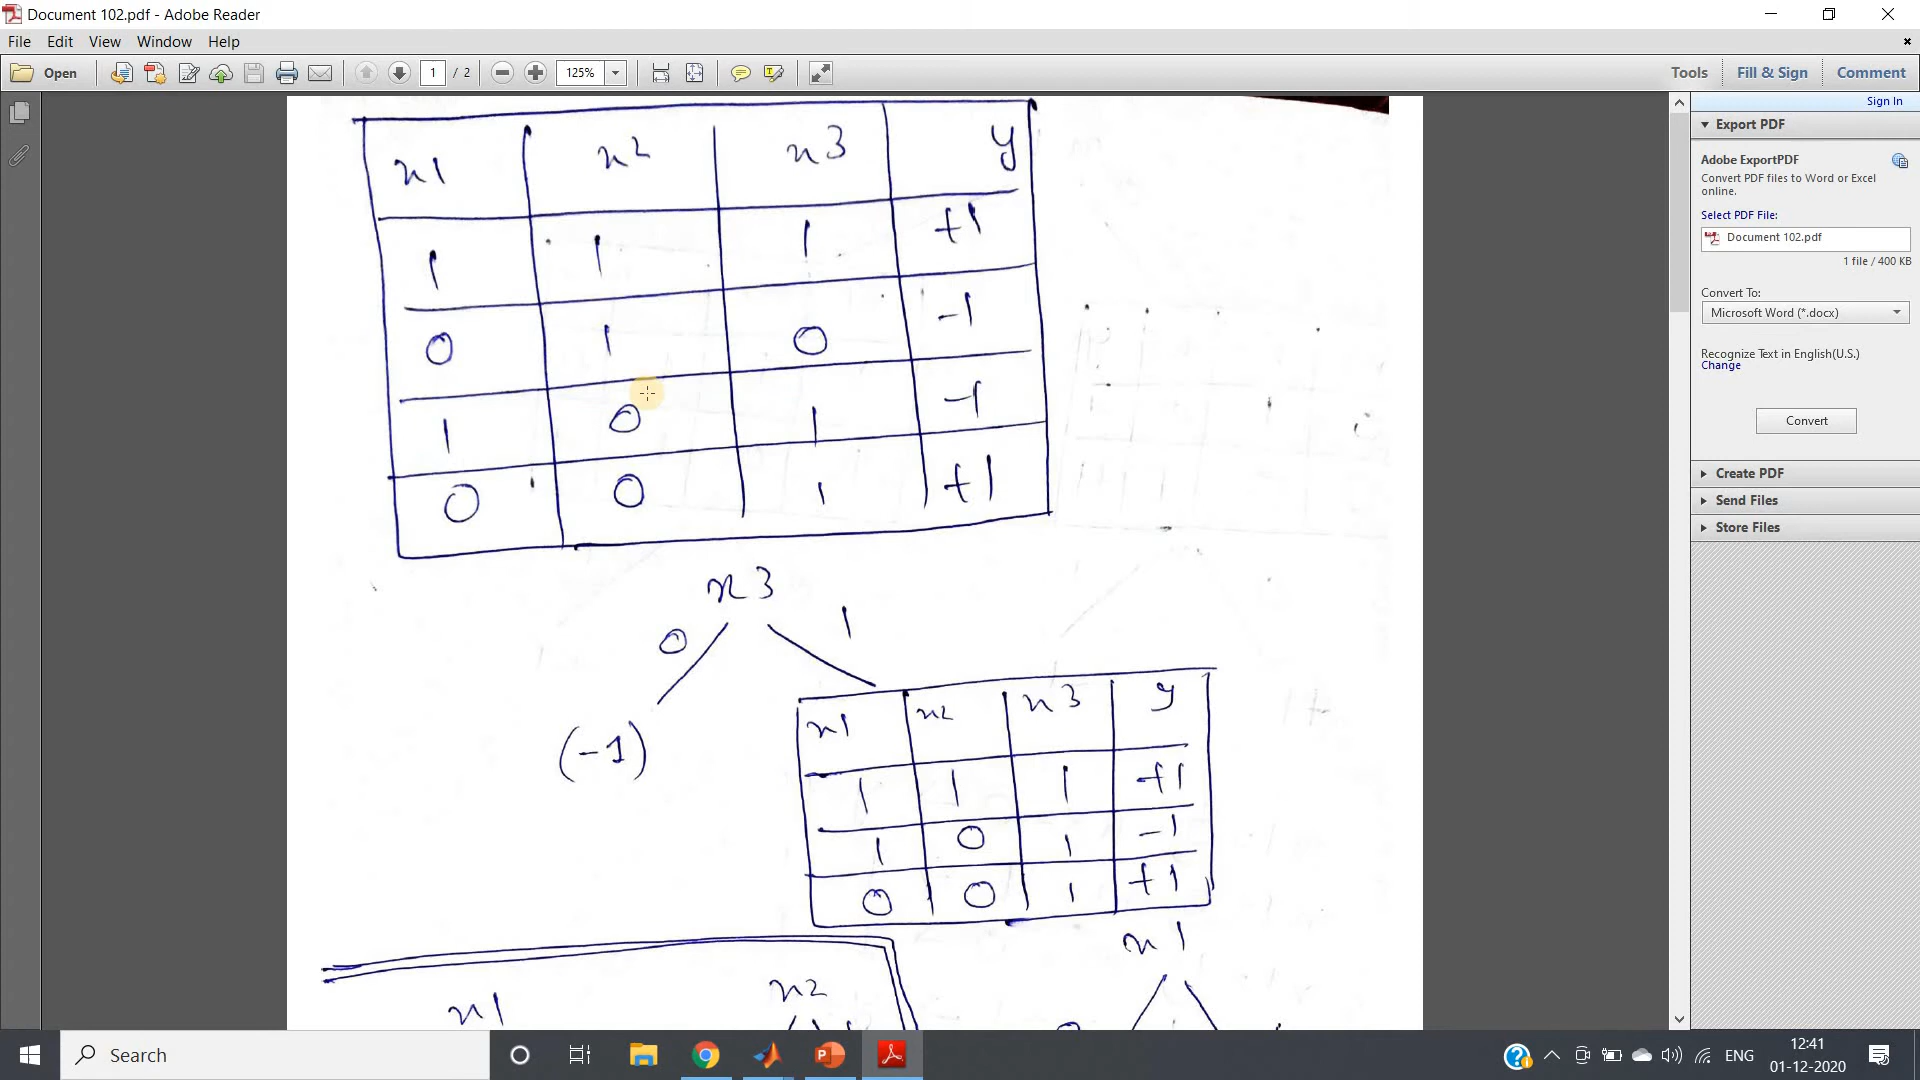 Document 102.pdf - Adobe Reader
File Edit View Window Help
Open 1 / 2 125% Tools Fill & Sign Comment
Sign In
Export PDF
Adobe ExportPDF
Convert PDF files to Word or Excel
online.
Select PDF File:
Document 102.pdf
1 file / 400 KB
Convert To:
Microsoft Word (*.docx)
Recognize Text in English(U.S.)
Change
Convert
Create PDF
Send Files
Store Files
x1 x2 x3 y
1 1 1 +1
0 1 0 -1
1 0 1 -1
0 0 1 +1
x3
0 1
(-1)
x1 x2 x3 y
1 1 1 +1
1 0 1 -1
0 0 1 +1
x1
x1 x2
Search
ENG
12:41
01-12-2020